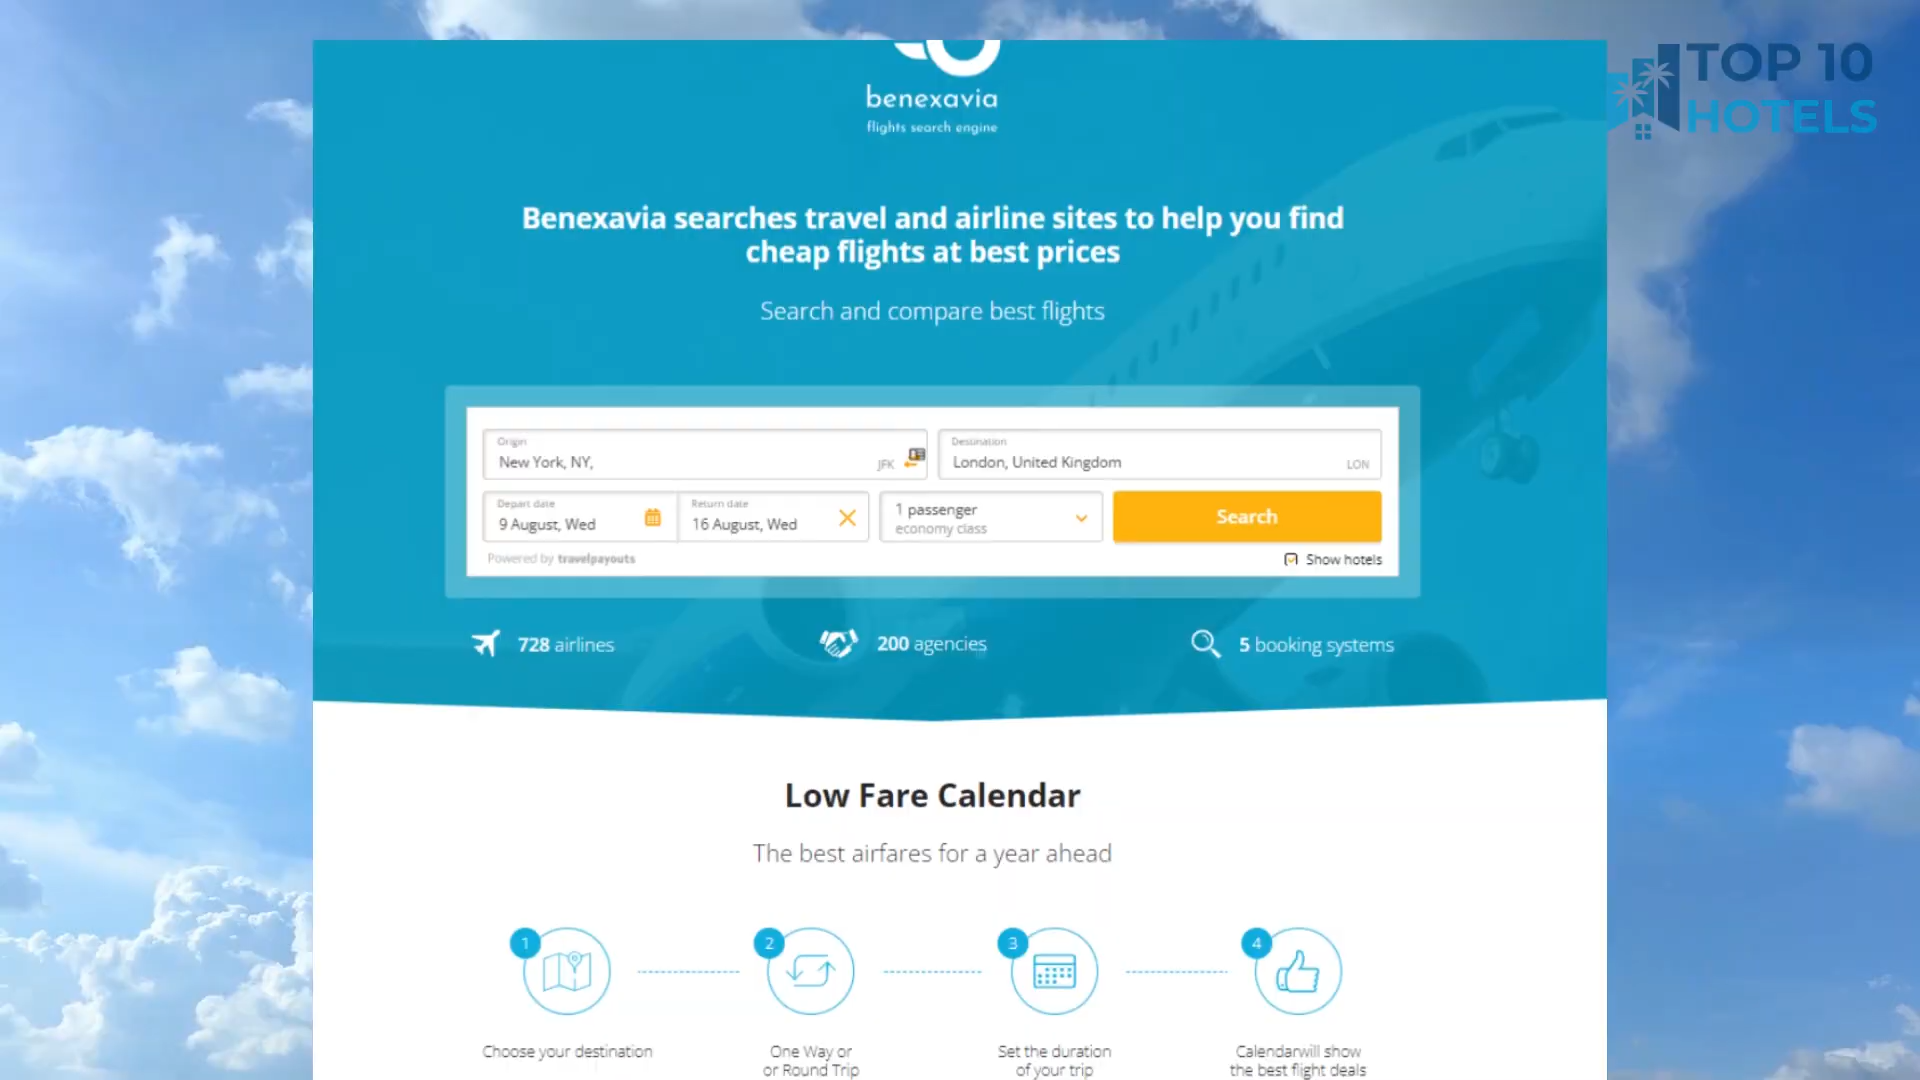 TOP 10
HOTELS
benexavia
flights search engine
Benexavia searches travel and airline sites to help you find
cheap flights at best prices
Search and compare best flights
Origin
New York, NY,
JFK
Destination
London, United Kingdom
LON
Depart date
9 August, Wed
Return date
16 August, Wed
1 passenger
economy class
Search
Powered by travelpayouts
Show hotels
728 airlines
200 agencies
5 booking systems
Low Fare Calendar
The best airfares for a year ahead
1
2
3
4
Choose your destination
One Way or
or Round Trip
Set the duration
of your trip
Calendarwill show
the best flight deals